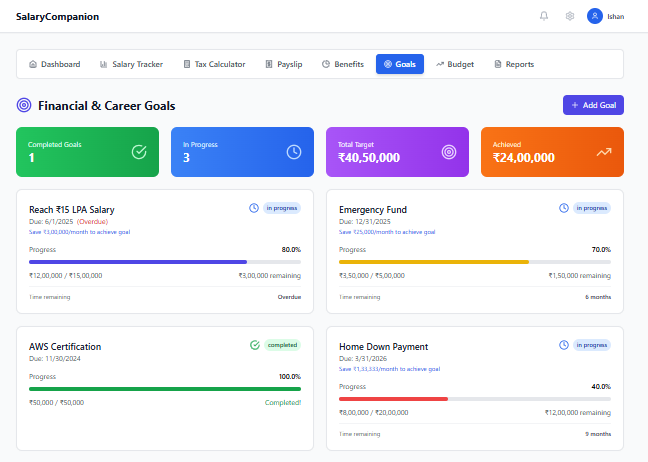 SalaryCompanion
Ishan
Dashboard Salary Tracker Tax Calculator Payslip Benefits Goals Budget Reports
Financial & Career Goals
+ Add Goal
Completed Goals
1
In Progress
3
Total Target
₹40,50,000
Achieved
₹24,00,000
Reach ₹15 LPA Salary
in progress
Due: 6/1/2025 (Overdue)
Save ₹3,00,000/month to achieve goal
Progress 80.0%
₹12,00,000 / ₹15,00,000 ₹3,00,000 remaining
Time remaining Overdue
Emergency Fund
in progress
Due: 12/31/2025
Save ₹25,000/month to achieve goal
Progress 70.0%
₹3,50,000 / ₹5,00,000 ₹1,50,000 remaining
Time remaining 6 months
AWS Certification
completed
Due: 11/30/2024
Progress 100.0%
₹50,000 / ₹50,000 Completed!
Home Down Payment
in progress
Due: 3/31/2026
Save ₹1,33,333/month to achieve goal
Progress 40.0%
₹8,00,000 / ₹20,00,000 ₹12,00,000 remaining
Time remaining 9 months